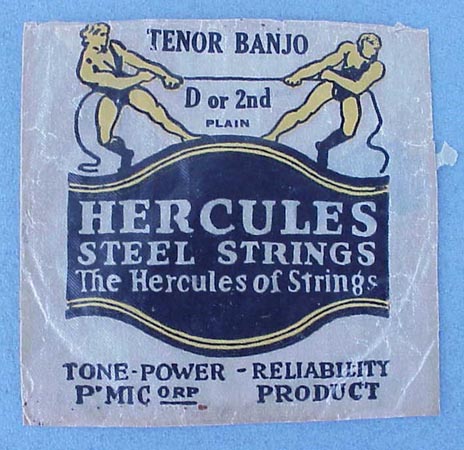 TENOR BANJO
D or 2nd
PLAIN
HERCULES
STEEL STRINGS
The Hercules of Strings
TONE-POWER - RELIABILITY
P'MIC ORP PRODUCT